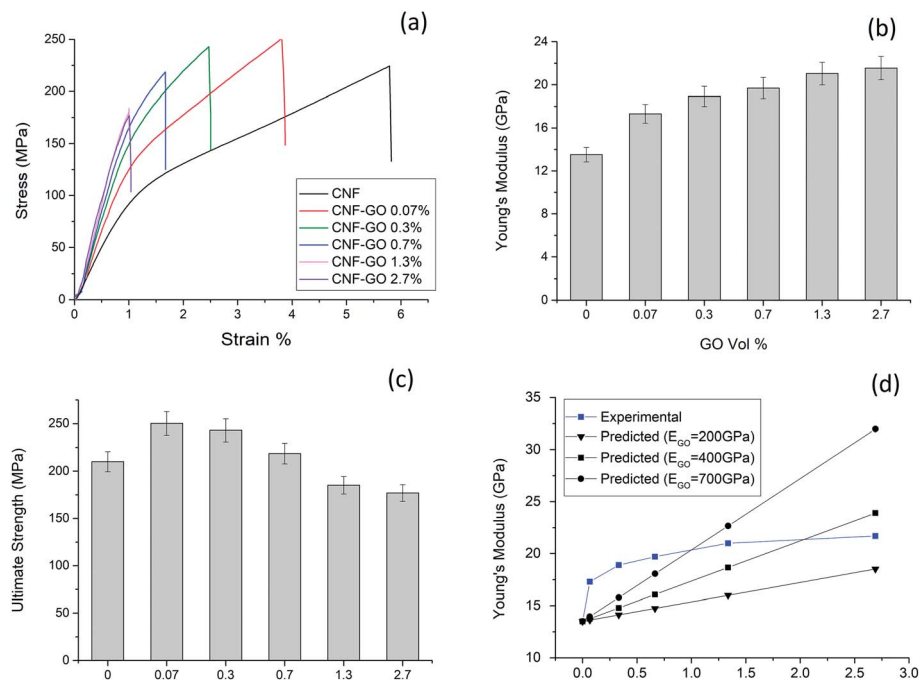 (a)
250
200
150
100
50
0
Stress (MPa)
CNF
CNF-GO 0.07%
CNF-GO 0.3%
CNF-GO 0.7%
CNF-GO 1.3%
CNF-GO 2.7%
0 1 2 3 4 5 6
Strain %
(b)
24
20
16
12
8
4
0
Young's Modulus (GPa)
0 0.07 0.3 0.7 1.3 2.7
GO Vol %
(c)
250
200
150
100
50
0
Ultimate Strength (MPa)
0 0.07 0.3 0.7 1.3 2.7
(d)
35
30
25
20
15
10
Young's Modulus (GPa)
Experimental
Predicted (E_GO=200GPa)
Predicted (E_GO=400GPa)
Predicted (E_GO=700GPa)
0.0 0.5 1.0 1.5 2.0 2.5 3.0